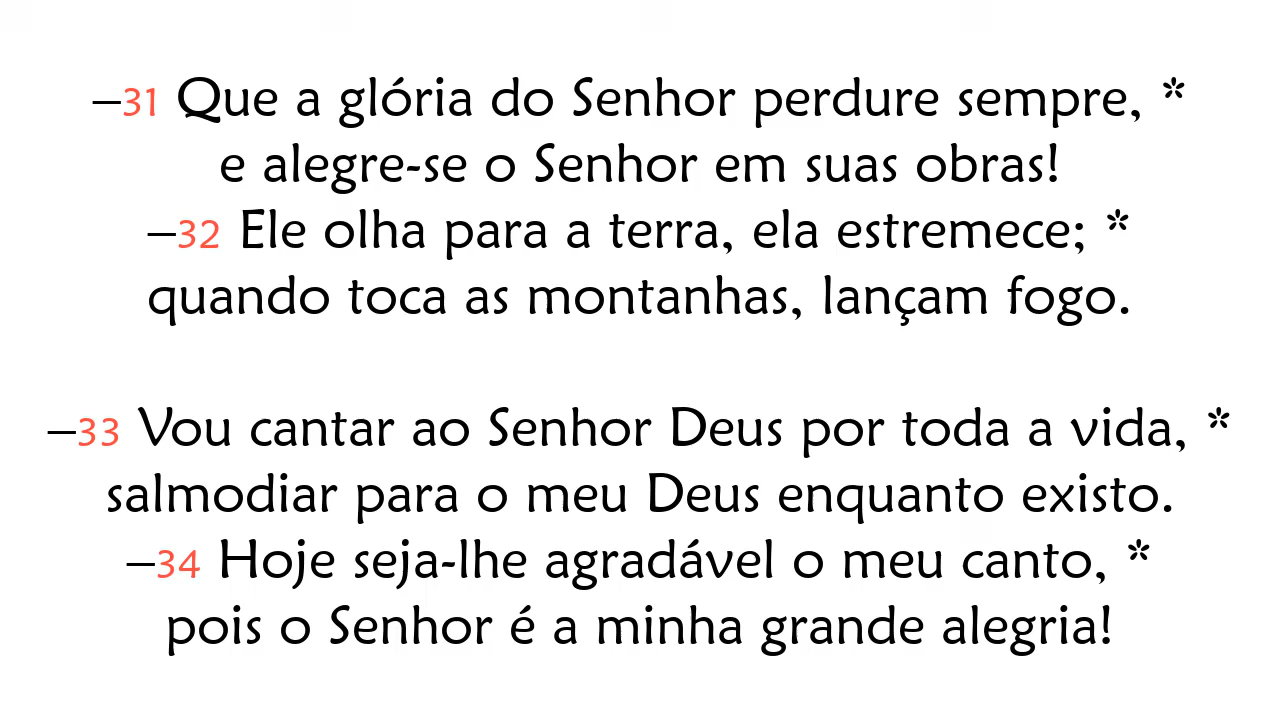 –31 Que a glória do Senhor perdure sempre, *
e alegre-se o Senhor em suas obras!
–32 Ele olha para a terra, ela estremece; *
quando toca as montanhas, lançam fogo.
–33 Vou cantar ao Senhor Deus por toda a vida, *
salmodiar para o meu Deus enquanto existo.
–34 Hoje seja-lhe agradável o meu canto, *
pois o Senhor é a minha grande alegria!